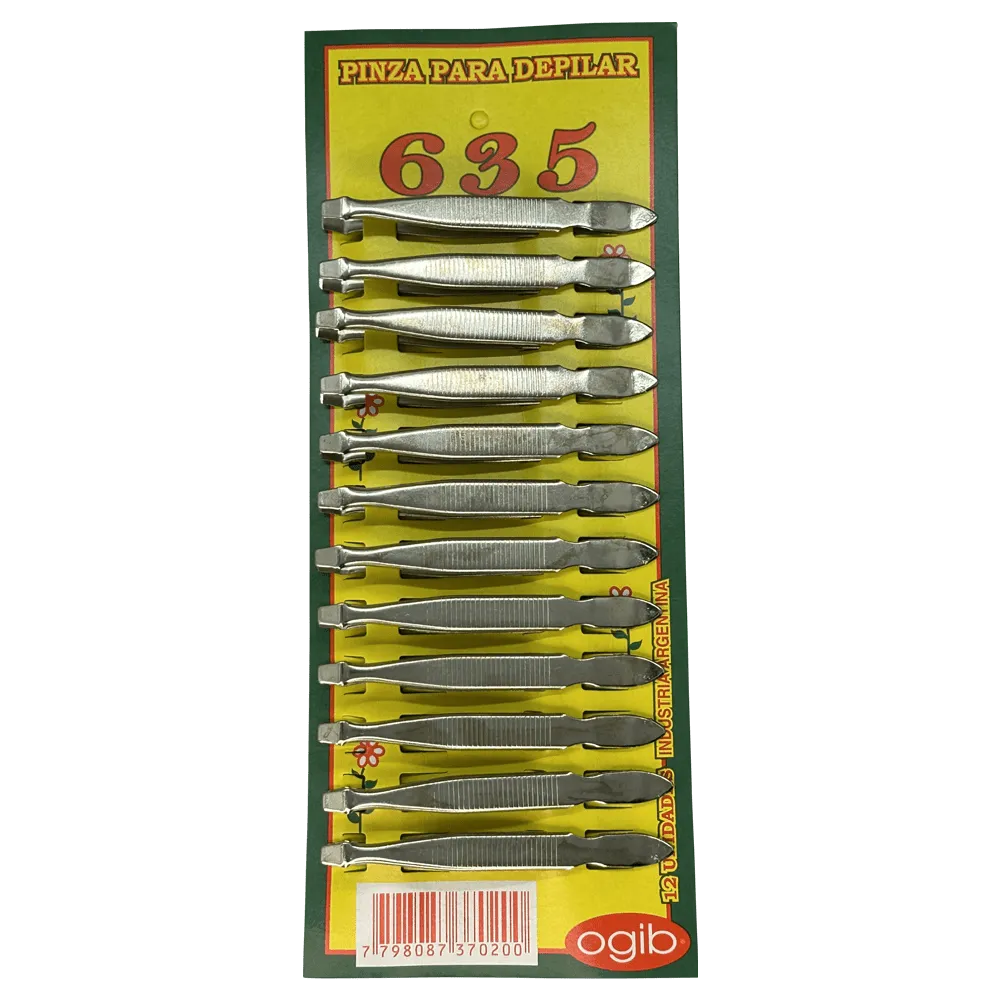 PINZA PARA DEPILAR
635
12 UNIDADES - INDUSTRIA ARGENTINA
7 798087 370200
ogib